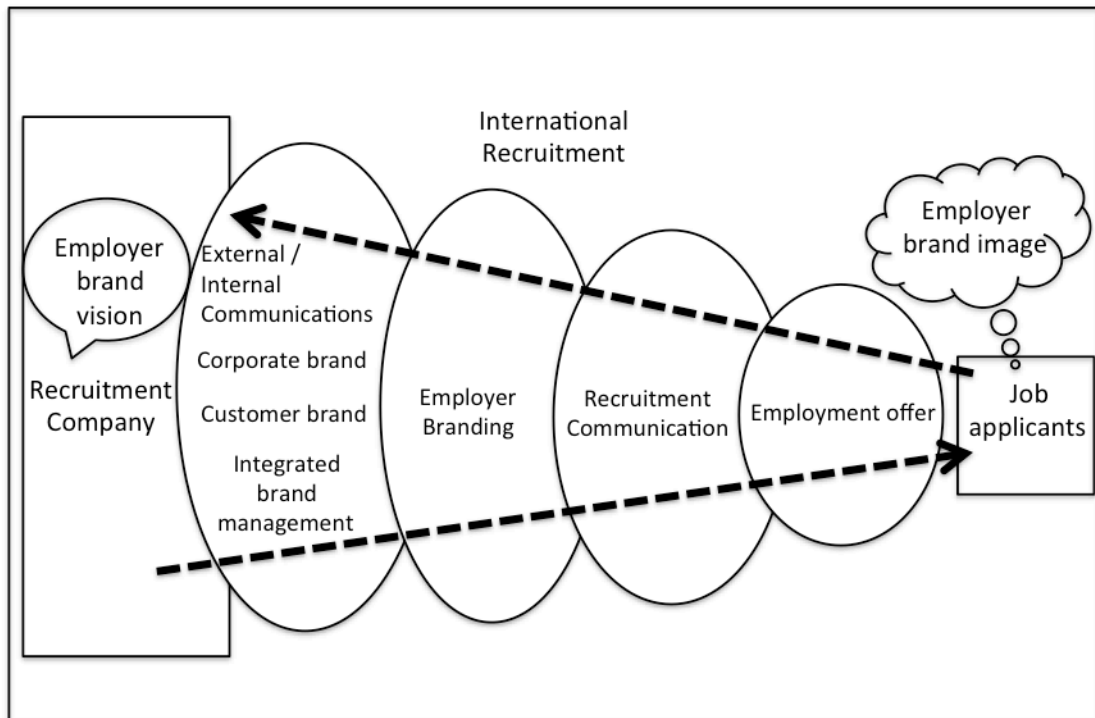 International
Recruitment
Employer
brand
vision
Recruitment
Company
External /
Internal
Communications
Corporate brand
Customer brand
Integrated
brand
management
Employer
Branding
Recruitment
Communication
Employment offer
Employer
brand image
Job
applicants